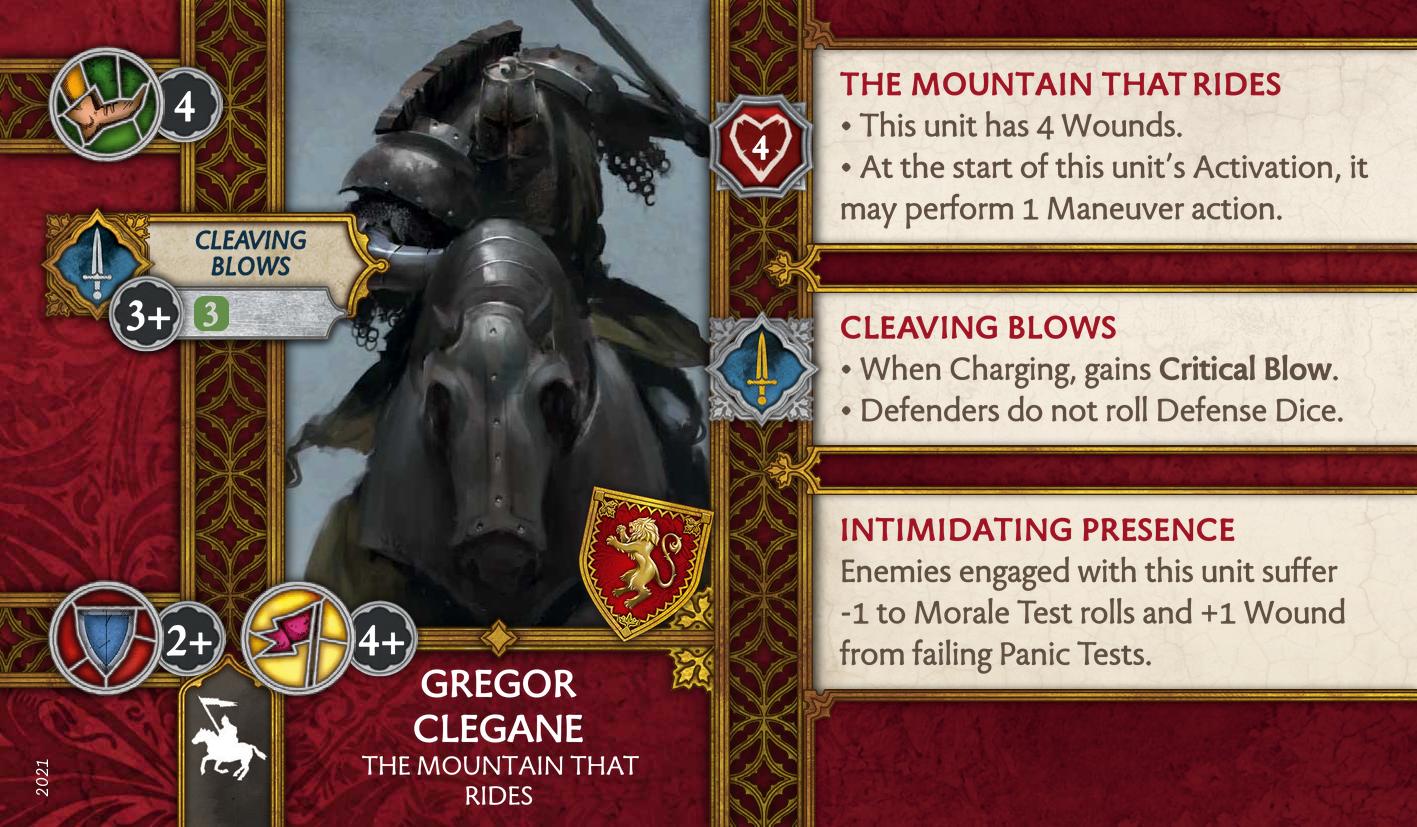 4
CLEAVING
BLOWS
3+
3
2+
4+
GREGOR
CLEGANE
THE MOUNTAIN THAT
RIDES
2021
4
THE MOUNTAIN THAT RIDES
• This unit has 4 Wounds.
• At the start of this unit's Activation, it
may perform 1 Maneuver action.
CLEAVING BLOWS
• When Charging, gains Critical Blow.
• Defenders do not roll Defense Dice.
INTIMIDATING PRESENCE
Enemies engaged with this unit suffer
-1 to Morale Test rolls and +1 Wound
from failing Panic Tests.